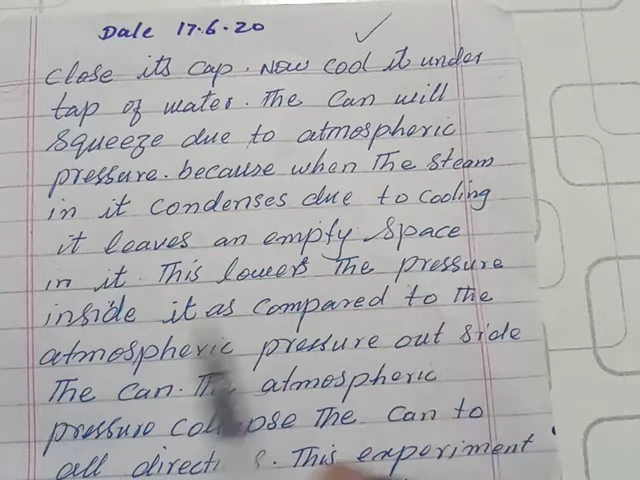 Date 17.6.20
Close its cap. Now cool it under
tap of water. The Can will
squeeze due to atmospheric
pressure. because when The steam
in it condenses due to cooling
it leaves an empty space
in it. This lowers The pressure
inside it as compared to The
atmospheric pressure out side
The can. atmospheric
pressure The can to
all This experiment